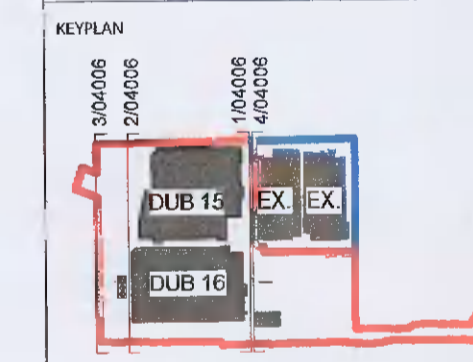 KEYPLAN
3/04006
2/04006
1/04006
4/04006
DUB 15
EX.
EX.
DUB 16